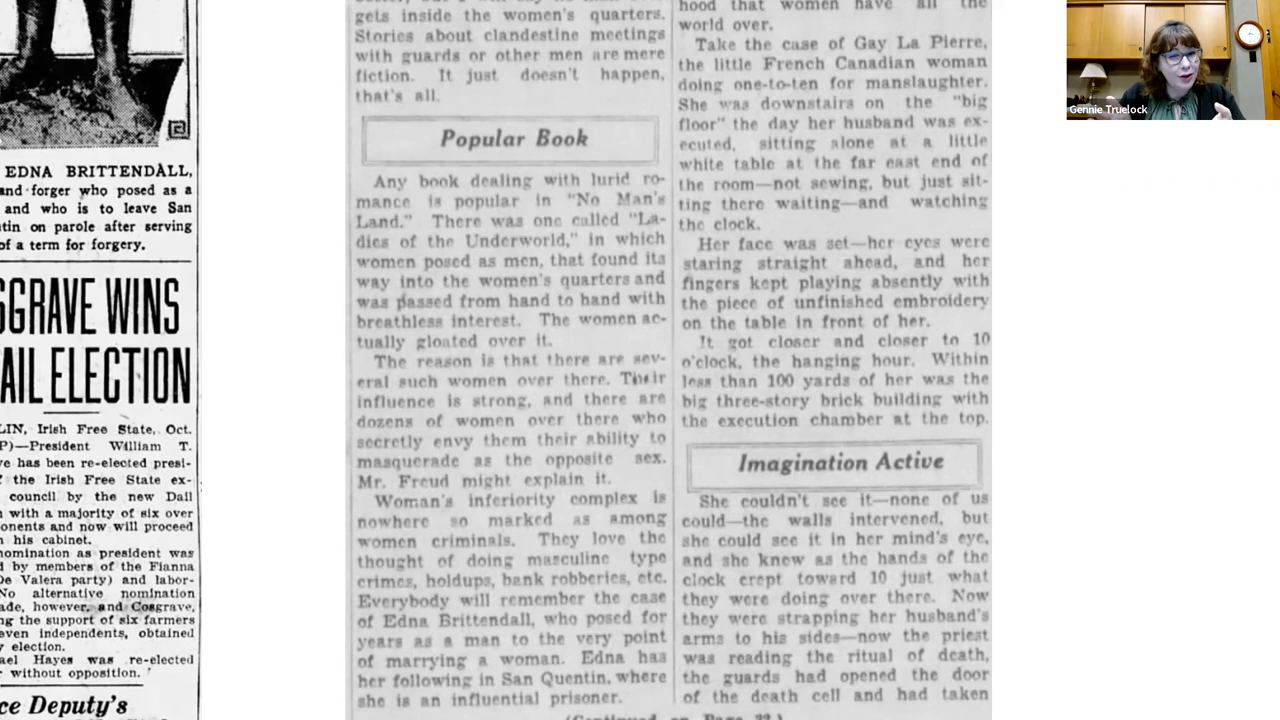 EDNA BRITTENDALL,
and forger who posed as a
and who is to leave San
tin on parole after serving
of a term for forgery.
SGRAVE WINS
AIL ELECTION
LIN, Irish Free State, Oct.
P)—President William T.
ve has been re-elected presi-
f the Irish Free State ex-
council by the new Dail
n with a majority of six over
onents and now will proceed
n his cabinet.
nomination as president was
d by members of the Fianna
De Valera party) and labor-
No alternative nomination
ade, however, and Cosgrave,
ng the support of six farmers
even independents, obtained
y election.
ael Hayes was re-elected
r without opposition.
ce Deputy's
gets inside the women's quarters.
Stories about clandestine meetings
with guards or other men are mere
fiction. It just doesn't happen,
that's all.
Popular Book
Any book dealing with lurid ro-
mance is popular in "No Man's
Land." There was one called "La-
dies of the Underworld," in which
women posed as men, that found its
way into the women's quarters and
was passed from hand to hand with
breathless interest. The women ac-
tually gloated over it.
The reason is that there are sev-
eral such women over there. Their
influence is strong, and there are
dozens of women over there who
secretly envy them their ability to
masquerade as the opposite sex.
Mr. Freud might explain it.
Woman's inferiority complex is
nowhere so marked as among
women criminals. They love the
thought of doing masculine type
crimes, holdups, bank robberies, etc.
Everybody will remember the case
of Edna Brittendall, who posed for
years as a man to the very point
of marrying a woman. Edna has
her following in San Quentin, where
she is an influential prisoner.
hood that women have all the
world over.
Take the case of Gay La Pierre,
the little French Canadian woman
doing one-to-ten for manslaughter.
She was downstairs on the "big
floor" the day her husband was ex-
ecuted, sitting alone at a little
white table at the far east end of
the room—not sewing, but just sit-
ting there waiting—and watching
the clock.
Her face was set—her eyes were
staring straight ahead, and her
fingers kept playing absently with
the piece of unfinished embroidery
on the table in front of her.
It got closer and closer to 10
o'clock, the hanging hour. Within
less than 100 yards of her was the
big three-story brick building with
the execution chamber at the top.
Imagination Active
She couldn't see it—none of us
could—the walls intervened, but
she could see it in her mind's eye,
and she knew as the hands of the
clock crept toward 10 just what
they were doing over there. Now
they were strapping her husband's
arms to his sides—now the priest
was reading the ritual of death,
the guards had opened the door
of the death cell and had taken
(Continued on Page 22.)
Gennie Truelock